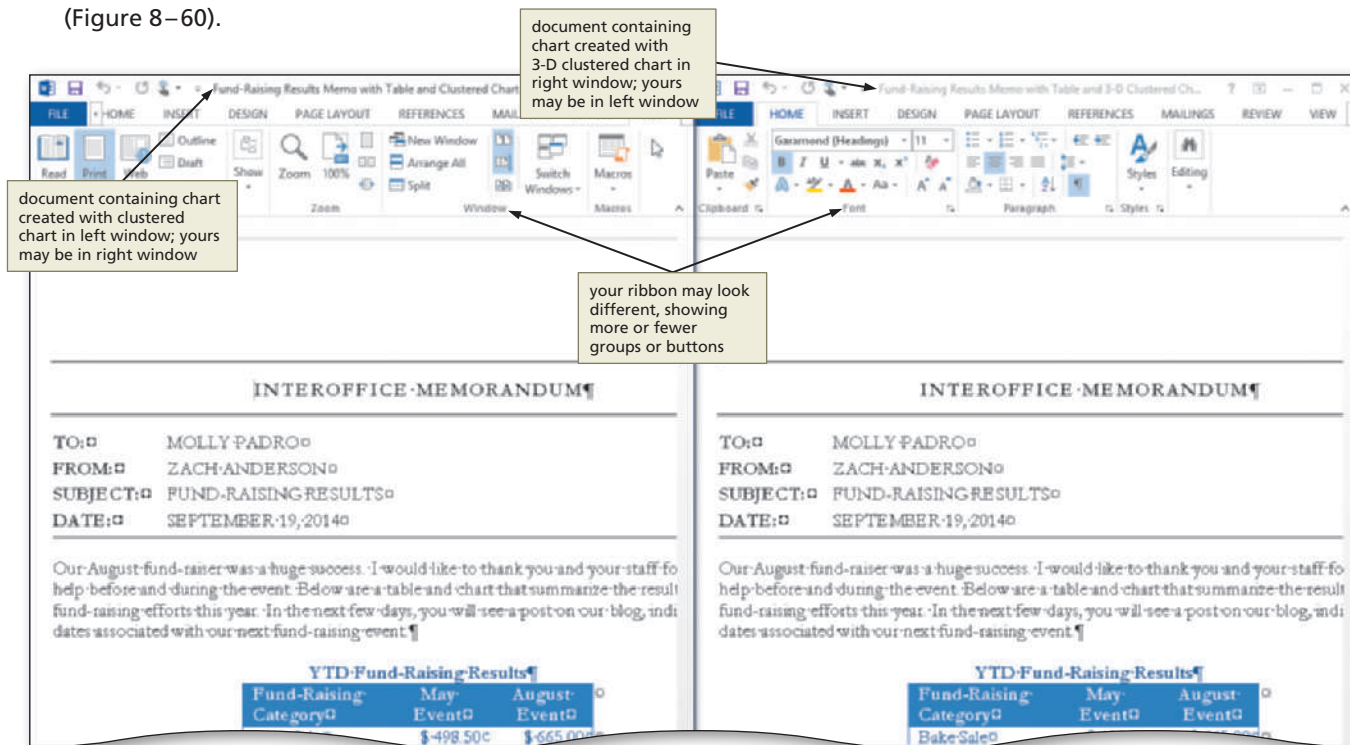 (Figure 8–60).
document containing
chart created with
3-D clustered chart in
right window; yours
may be in left window
Fund-Raising Results Memo with Table and Clustered Chart
Fund-Raising Results Memo with Table and 3-D Clustered Ch...
FILE HOME INSERT DESIGN PAGE LAYOUT REFERENCES
FILE HOME INSERT DESIGN PAGE LAYOUT REFERENCES MAILINGS REVIEW VIEW
Outline
Draft
Read Print Web
Show
Zoom 100%
New Window
Arrange All
Split
Switch
Windows
Macros
Zoom Window Macros
Garamond (Headings) 11
Paste
B I U abc X₂ X²
A A Aa A A
Styles Editing
Clipboard Font Paragraph Styles
document containing chart
created with clustered
chart in left window; yours
may be in right window
your ribbon may look
different, showing
more or fewer
groups or buttons
INTEROFFICE·MEMORANDUM¶
TO:¤ MOLLY·PADRO¤
FROM:¤ ZACH·ANDERSON¤
SUBJECT:¤ FUND-RAISING·RESULTS¤
DATE:¤ SEPTEMBER·19,·2014¤
Our·August·fund-raiser·was·a·huge·success.··I·would·like·to·thank·you·and·your·staff·fo
help·before·and·during·the·event.·Below·are·a·table·and·chart·that·summarize·the·result
fund-raising·efforts·this·year.··In·the·next·few·days,·you·will·see·a·post·on·our·blog,·indi
dates·associated·with·our·next·fund-raising·event.¶
YTD·Fund-Raising·Results¶
Fund-Raising· May· August· ¤
Category¤ Event¤ Event¤
$·498.50 $·665.00
INTEROFFICE·MEMORANDUM¶
TO:¤ MOLLY·PADRO¤
FROM:¤ ZACH·ANDERSON¤
SUBJECT:¤ FUND-RAISING·RESULTS¤
DATE:¤ SEPTEMBER·19,·2014¤
Our·August·fund-raiser·was·a·huge·success.··I·would·like·to·thank·you·and·your·staff·fo
help·before·and·during·the·event.·Below·are·a·table·and·chart·that·summarize·the·result
fund-raising·efforts·this·year.··In·the·next·few·days,·you·will·see·a·post·on·our·blog,·indi
dates·associated·with·our·next·fund-raising·event.¶
YTD·Fund-Raising·Results¶
Fund-Raising· May· August· ¤
Category¤ Event¤ Event¤
Bake·Sale¤